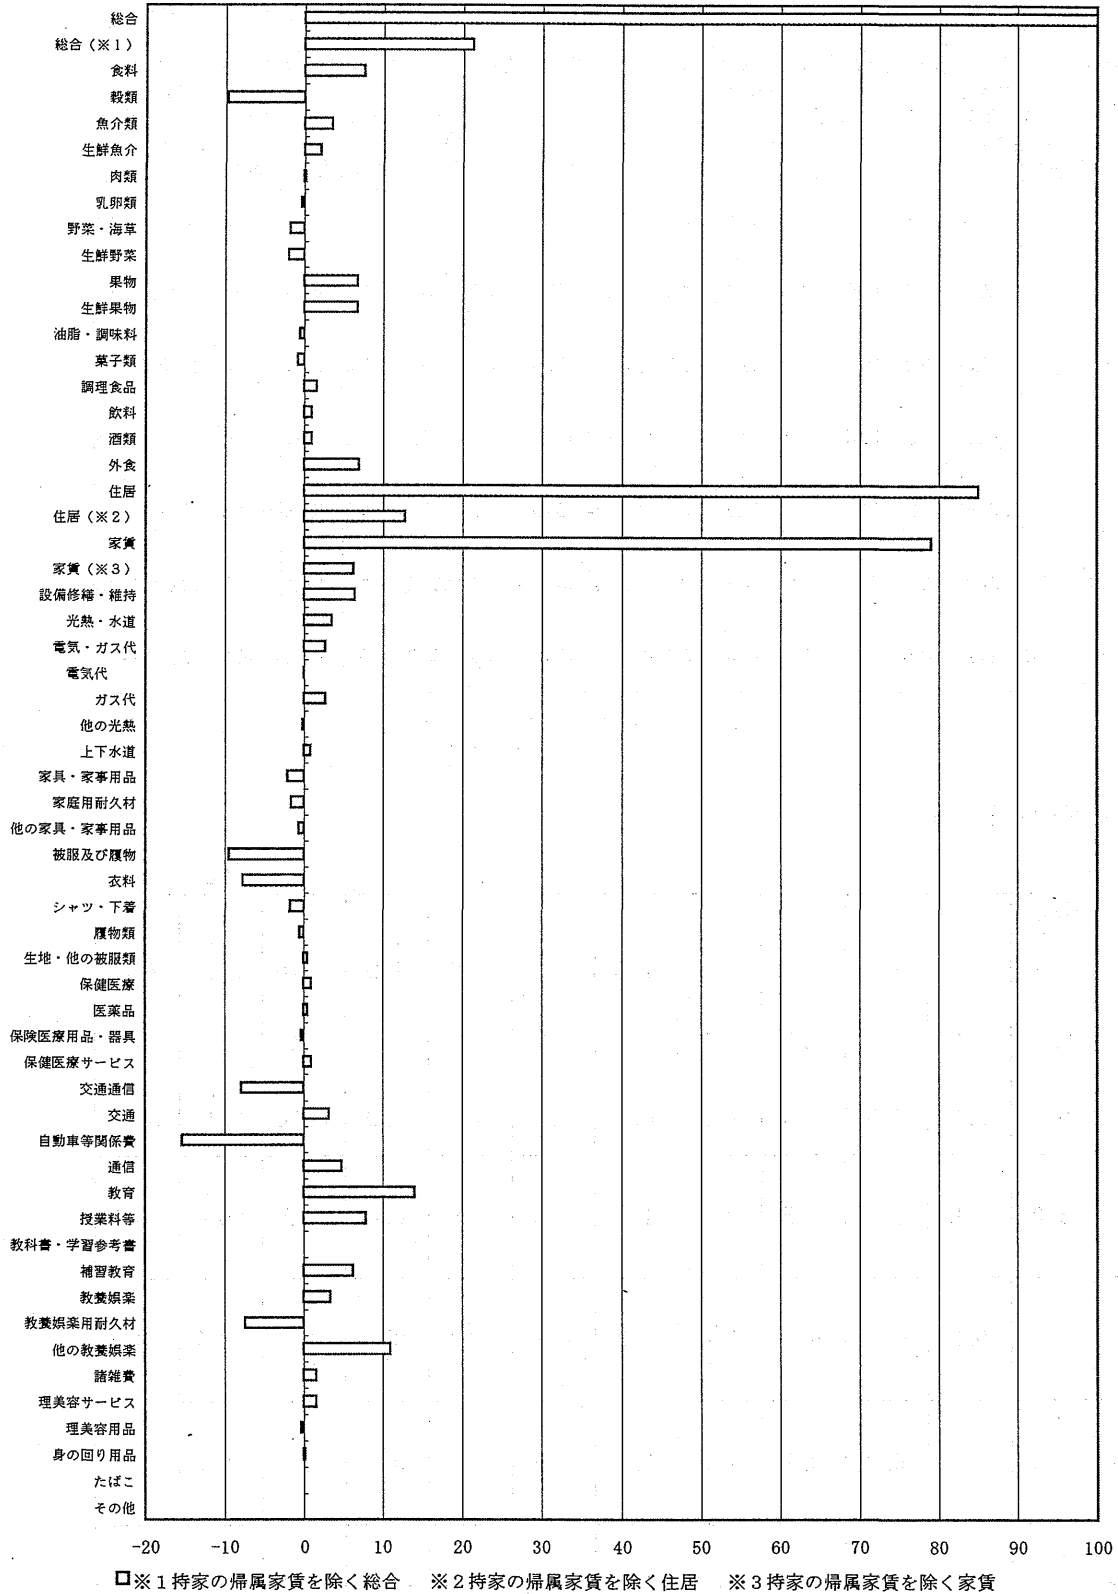 総合
総合(※1)
食料
穀類
魚介類
生鮮魚介
肉類
乳卵類
野菜・海草
生鮮野菜
果物
生鮮果物
油脂・調味料
菓子類
調理食品
飲料
酒類
外食
住居
住居(※2)
家賃
家賃(※3)
設備修繕・維持
光熱・水道
電気・ガス代
電気代
ガス代
他の光熱
上下水道
家具・家事用品
家庭用耐久材
他の家具・家事用品
被服及び履物
衣料
シャツ・下着
履物類
生地・他の被服類
保健医療
医薬品
保険医療用品・器具
保健医療サービス
交通通信
交通
自動車等関係費
通信
教育
授業料等
教科書・学習参考書
補習教育
教養娯楽
教養娯楽用耐久材
他の教養娯楽
諸雑費
理美容サービス
理美容用品
身の回り用品
たばこ
その他
-20 -10 0 10 20 30 40 50 60 70 80 90 100
※1持家の帰属家賃を除く総合 ※2持家の帰属家賃を除く住居 ※3持家の帰属家賃を除く家賃